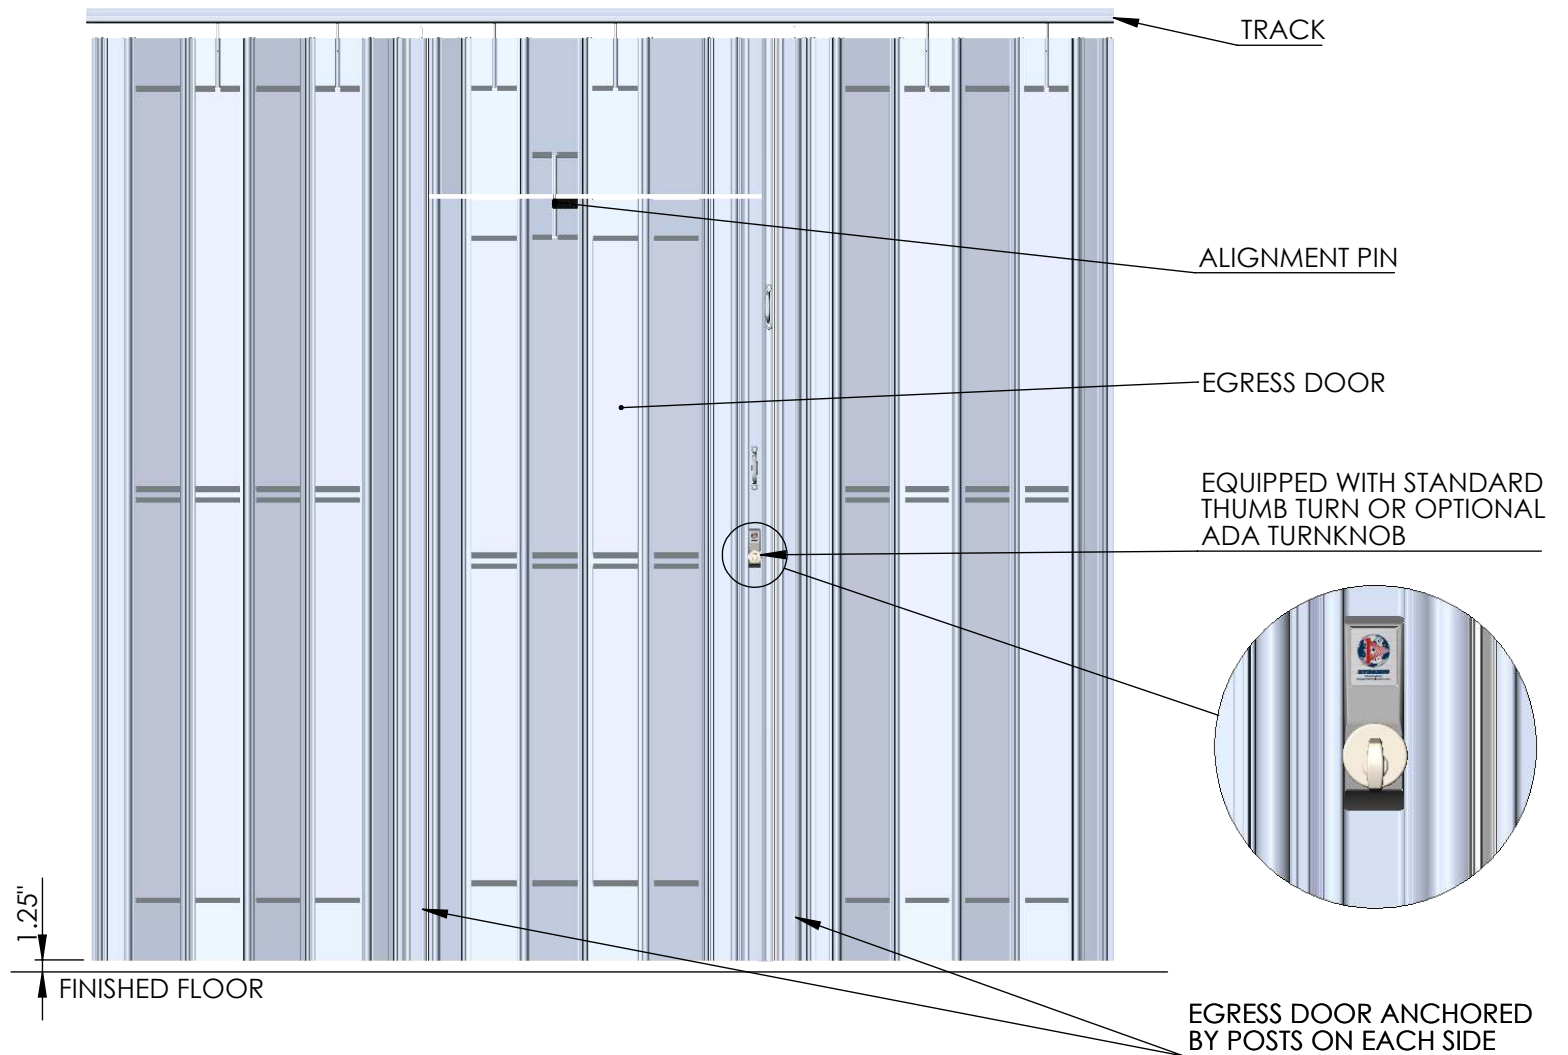 TRACK
ALIGNMENT PIN
EGRESS DOOR
EQUIPPED WITH STANDARD
THUMB TURN OR OPTIONAL
ADA TURNKNOB
1.25"
FINISHED FLOOR
EGRESS DOOR ANCHORED
BY POSTS ON EACH SIDE